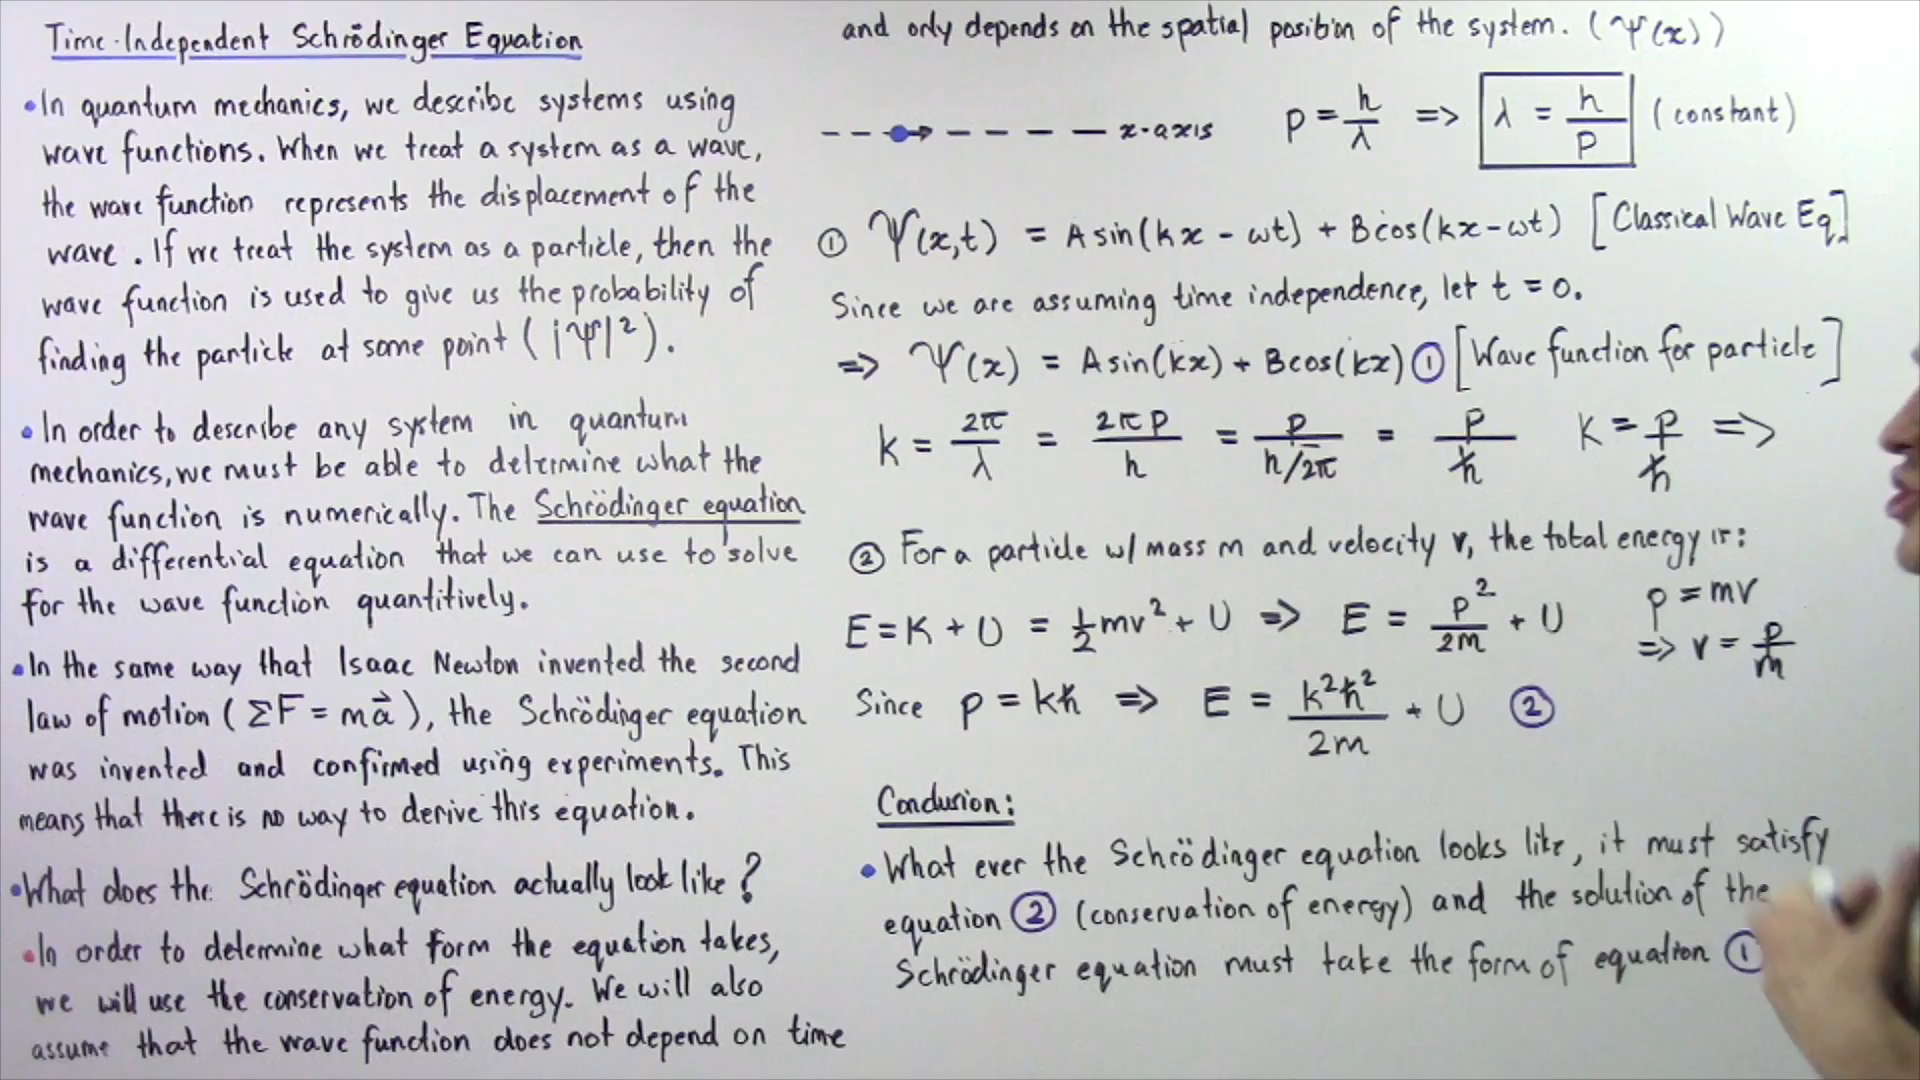 Time-Independent Schrödinger Equation
• In quantum mechanics, we describe systems using
wave functions. When we treat a system as a wave,
the wave function represents the displacement of the
wave. If we treat the system as a particle, then the
wave function is used to give us the probability of
finding the particle at some point (|Ψ|²).
• In order to describe any system in quantum
mechanics, we must be able to determine what the
wave function is numerically. The Schrödinger equation
is a differential equation that we can use to solve
for the wave function quantitively.
• In the same way that Isaac Newton invented the second
law of motion (ΣF = ma⃗), the Schrödinger equation
was invented and confirmed using experiments. This
means that there is no way to derive this equation.
• What does the Schrödinger equation actually look like?
• In order to determine what form the equation takes,
we will use the conservation of energy. We will also
assume that the wave function does not depend on time
and only depends on the spatial position of the system. (Ψ(x))
x-axis p = h/λ => λ = h/p (constant)
① Ψ(x,t) = A sin(kx - ωt) + B cos(kx - ωt) [Classical Wave Eq.]
Since we are assuming time independence, let t = 0.
=> Ψ(x) = A sin(kx) + B cos(kx) ① [Wave function for particle]
K = 2π/λ = 2πp/h = p/(h/2π) = p/ħ K = p/ħ =>
② For a particle w/ mass m and velocity v, the total energy is:
E = K + U = ½mv² + U => E = p²/2m + U p = mv
=> v = p/m
Since p = kħ => E = k²ħ²/2m + U ②
Conclusion:
• What ever the Schrödinger equation looks like, it must satisfy
equation ② (conservation of energy) and the solution of the
Schrödinger equation must take the form of equation ①